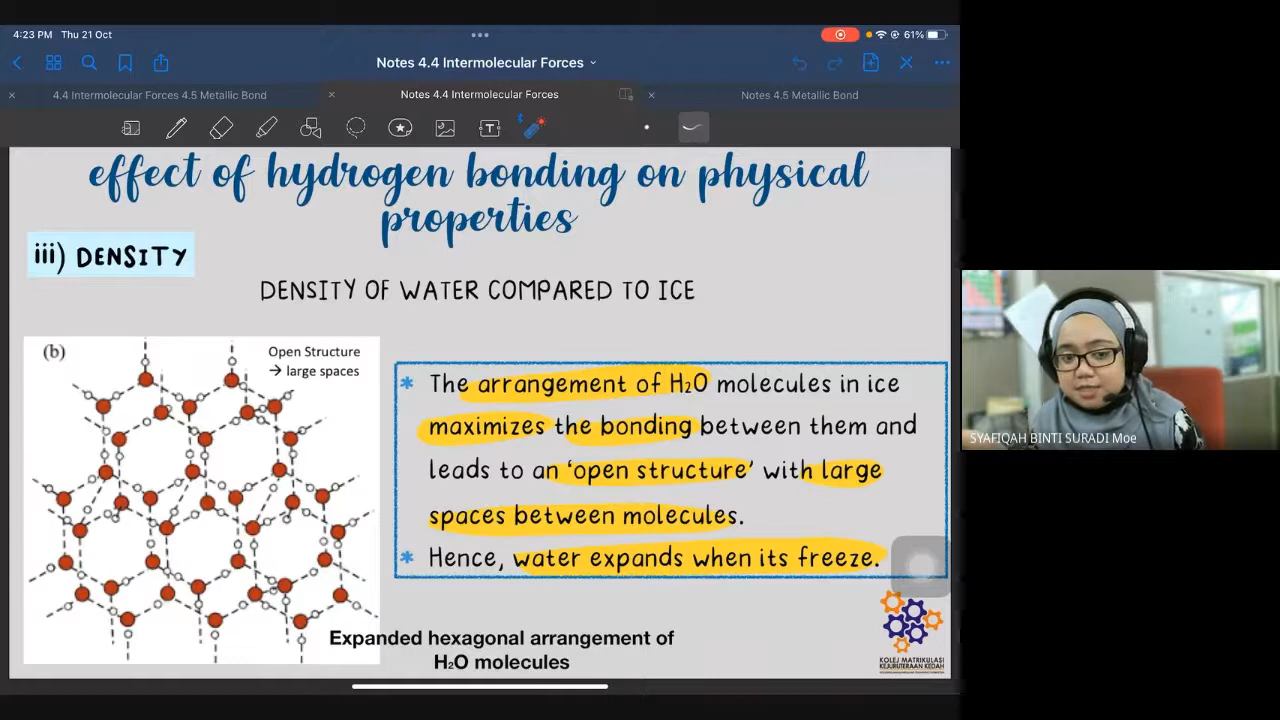 4:23 PM Thu 21 Oct
61%
Notes 4.4 Intermolecular Forces
4.4 Intermolecular Forces 4.5 Metallic Bond
Notes 4.4 Intermolecular Forces
Notes 4.5 Metallic Bond
T
effect of hydrogen bonding on physical
properties
iii) DENSITY
DENSITY OF WATER COMPARED TO ICE
(b)
Open Structure
→ large spaces
* The arrangement of H₂O molecules in ice
maximizes the bonding between them and
leads to an ‘open structure’ with large
spaces between molecules.
* Hence, water expands when its freeze.
Expanded hexagonal arrangement of
H₂O molecules
KOLEJ MATRIKULASI
KEJURUTERAAN KEDAH
SYAFIQAH BINTI SURADI Moe